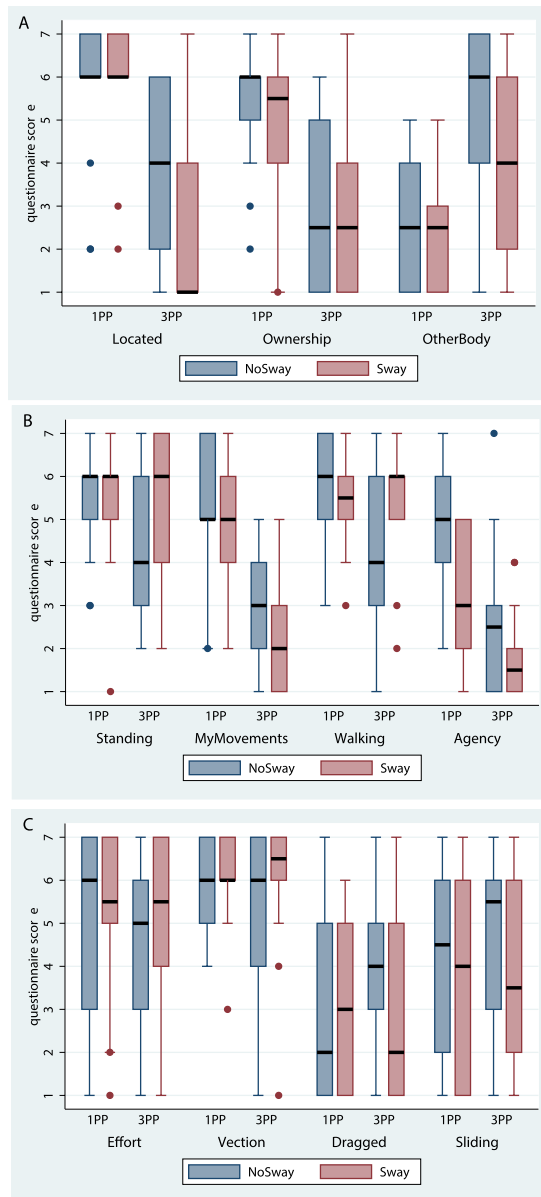 A
7
6
5
4
3
2
1
questionnaire scor e
1PP 3PP 1PP 3PP 1PP 3PP
Located Ownership OtherBody
NoSway Sway
B
7
6
5
4
3
2
1
questionnaire scor e
1PP 3PP 1PP 3PP 1PP 3PP 1PP 3PP
Standing MyMovements Walking Agency
NoSway Sway
C
7
6
5
4
3
2
1
questionnaire scor e
1PP 3PP 1PP 3PP 1PP 3PP 1PP 3PP
Effort Vection Dragged Sliding
NoSway Sway